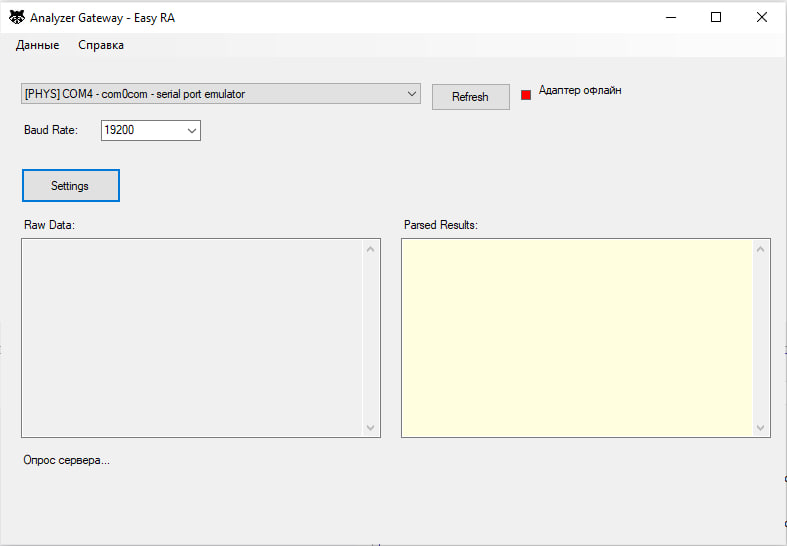 Analyzer Gateway - Easy RA
Данные Справка
[PHYS] COM4 - com0com - serial port emulator Refresh Адаптер офлайн
Baud Rate: 19200
Settings
Raw Data: Parsed Results:
Опрос сервера...